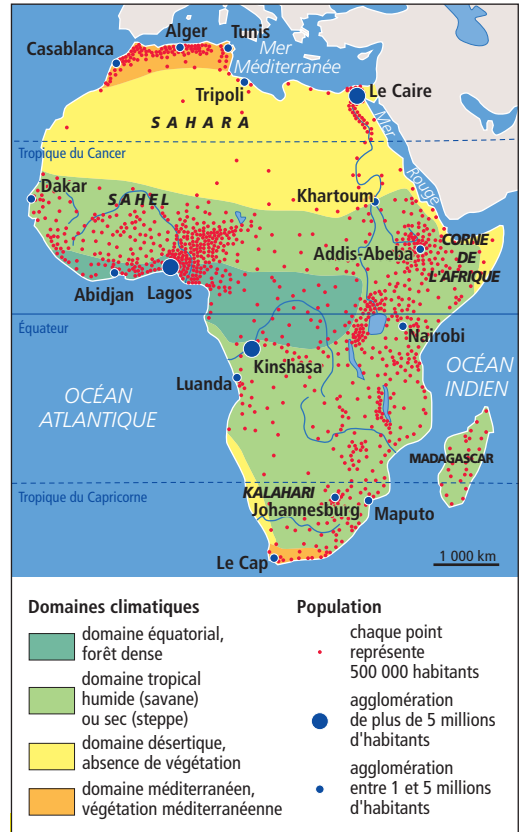 Alger
Tunis
Casablanca
Mer
Méditerranée
Tripoli
Le Caire
SAHARA
Mer
Rouge
Tropique du Cancer
Dakar
SAHEL
Khartoum
Addis-Abeba
CORNE
DE
L'AFRIQUE
Abidjan
Lagos
Équateur
Nairobi
Kinshasa
OCÉAN
INDIEN
Luanda
OCÉAN
ATLANTIQUE
MADAGASCAR
Tropique du Capricorne
KALAHARI
Johannesburg
Maputo
Le Cap
1 000 km
Domaines climatiques
domaine équatorial,
forêt dense
domaine tropical
humide (savane)
ou sec (steppe)
domaine désertique,
absence de végétation
domaine méditerranéen,
végétation méditerranéenne
Population
chaque point
représente
500 000 habitants
agglomération
de plus de 5 millions
d'habitants
agglomération
entre 1 et 5 millions
d'habitants